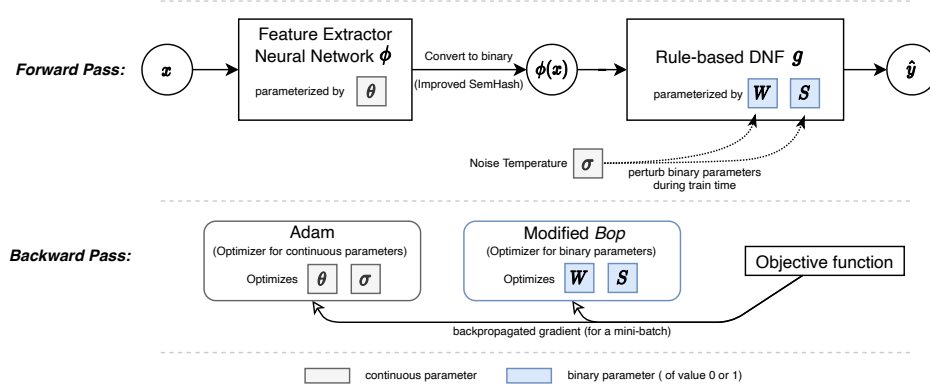 Forward Pass:
x
Feature Extractor
Neural Network ϕ
parameterized by θ
Convert to binary
(Improved SemHash)
ϕ(x)
Rule-based DNF g
parameterized by W S
ŷ
Noise Temperature σ
perturb binary parameters
during train time
Backward Pass:
Adam
(Optimizer for continuous parameters)
Optimizes θ σ
Modified Bop
(Optimizer for binary parameters)
Optimizes W S
Objective function
backpropagated gradient (for a mini-batch)
continuous parameter
binary parameter ( of value 0 or 1)